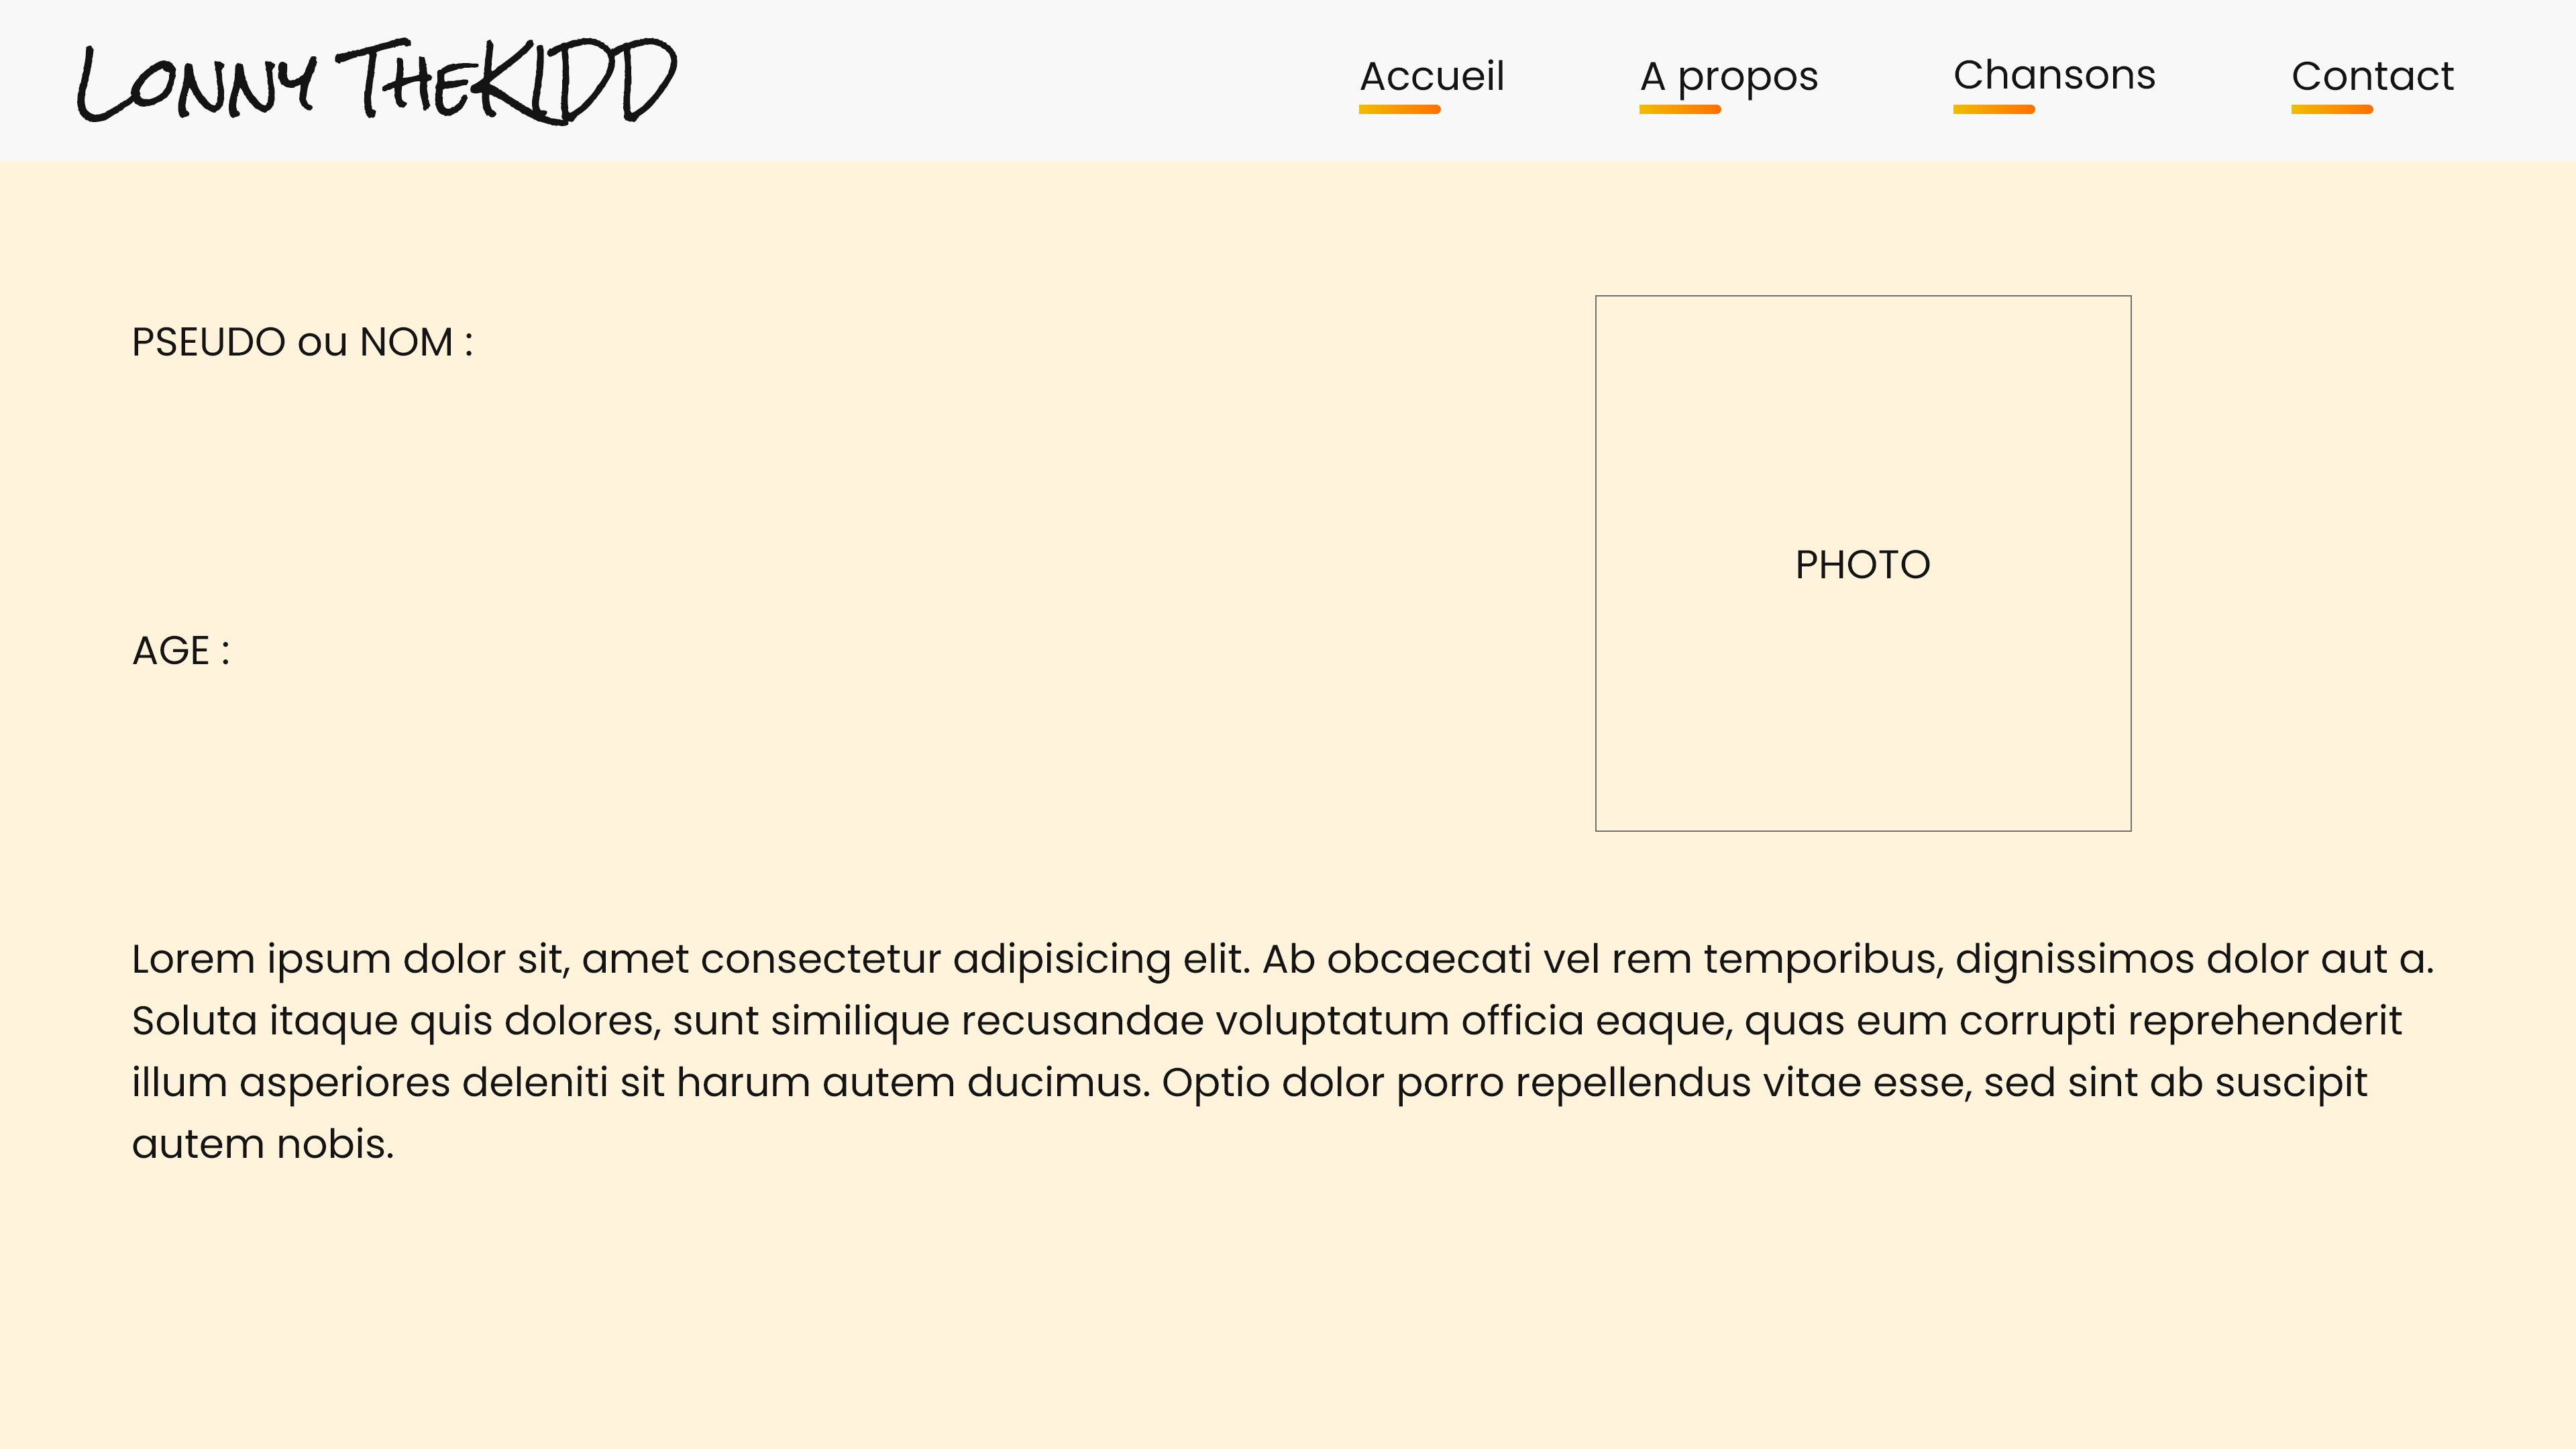 LONNY THEKIDD
Accueil
A propos
Chansons
Contact
PSEUDO ou NOM :
PHOTO
AGE :
Lorem ipsum dolor sit, amet consectetur adipisicing elit. Ab obcaecati vel rem temporibus, dignissimos dolor aut a.
Soluta itaque quis dolores, sunt similique recusandae voluptatum officia eaque, quas eum corrupti reprehenderit
illum asperiores deleniti sit harum autem ducimus. Optio dolor porro repellendus vitae esse, sed sint ab suscipit
autem nobis.